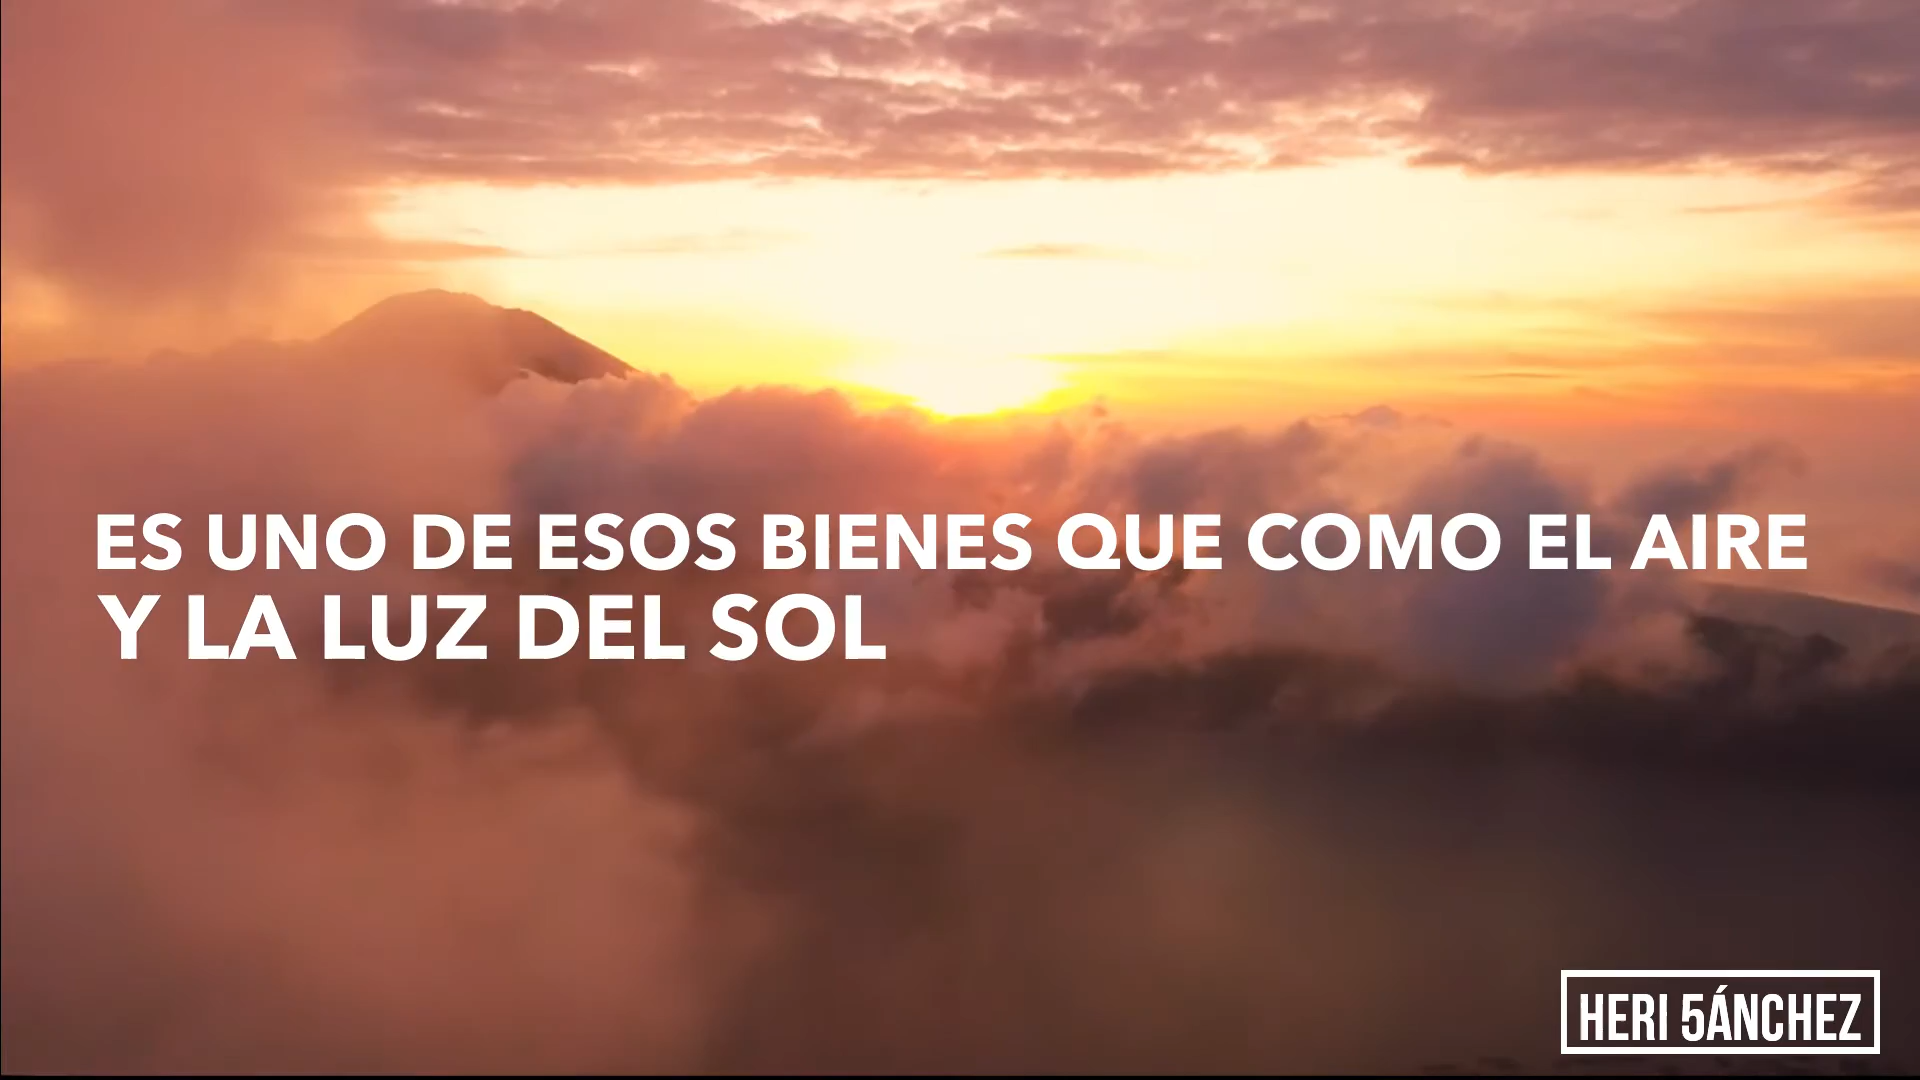 ES UNO DE ESOS BIENES QUE COMO EL AIRE
Y LA LUZ DEL SOL
HERI 5ÁNCHEZ